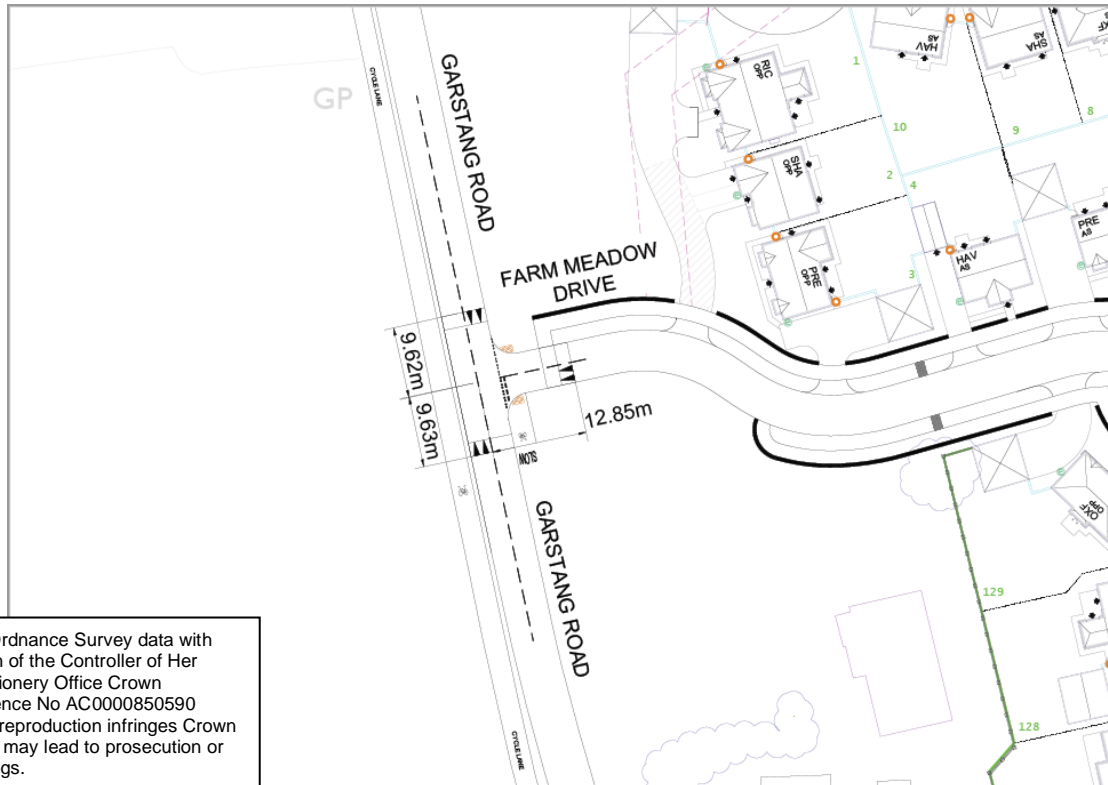 GP
CYCLE LANE
GARSTANG ROAD
FARM MEADOW
DRIVE
9.62m
9.63m
12.85m
SLOW
GARSTANG ROAD
CYCLE LANE
RIC
OPP
SHA
OPP
PRE
OPP
HAV
AS
SHA
AS
OXF
HAV
AS
PRE
AS
OXF
OPP
1
10
9
8
2
4
3
129
128
rdnance Survey data with
n of the Controller of Her
ionery Office Crown
ence No AC0000850590
reproduction infringes Crown
may lead to prosecution or
gs.